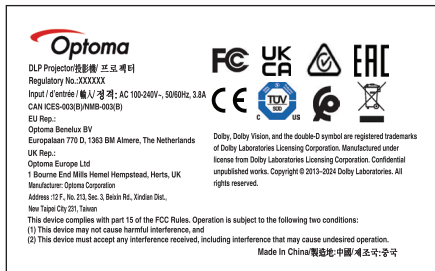 Optoma
DLP Projector/投影機/ 프로젝터
Regulatory No.:XXXXXX
Input / d'entrée / 輸入/ 정격: AC 100-240V~, 50/60Hz, 3.8A
CAN ICES-003(B)/NMB-003(B)
EU Rep.:
Optoma Benelux BV
Europalaan 770 D, 1363 BM Almere, The Netherlands
UK Rep.:
Optoma Europe Ltd
1 Bourne End Mills Hemel Hempstead, Herts, UK
Manufacturer: Optoma Corporation
Address :12 F., No. 213, Sec. 3, Beixin Rd., Xindian Dist.,
New Taipei City 231, Taiwan
FC
UK
CA
EAC
CE
TÜV
SÜD
C US
Dolby, Dolby Vision, and the double-D symbol are registered trademarks
of Dolby Laboratories Licensing Corporation. Manufactured under
license from Dolby Laboratories Licensing Corporation. Confidential
unpublished works. Copyright © 2013–2024 Dolby Laboratories. All
rights reserved.
This device complies with part 15 of the FCC Rules. Operation is subject to the following two conditions:
(1) This device may not cause harmful interference, and
(2) This device must accept any interference received, including interference that may cause undesired operation.
Made In China/製造地:中國/제조국:중국